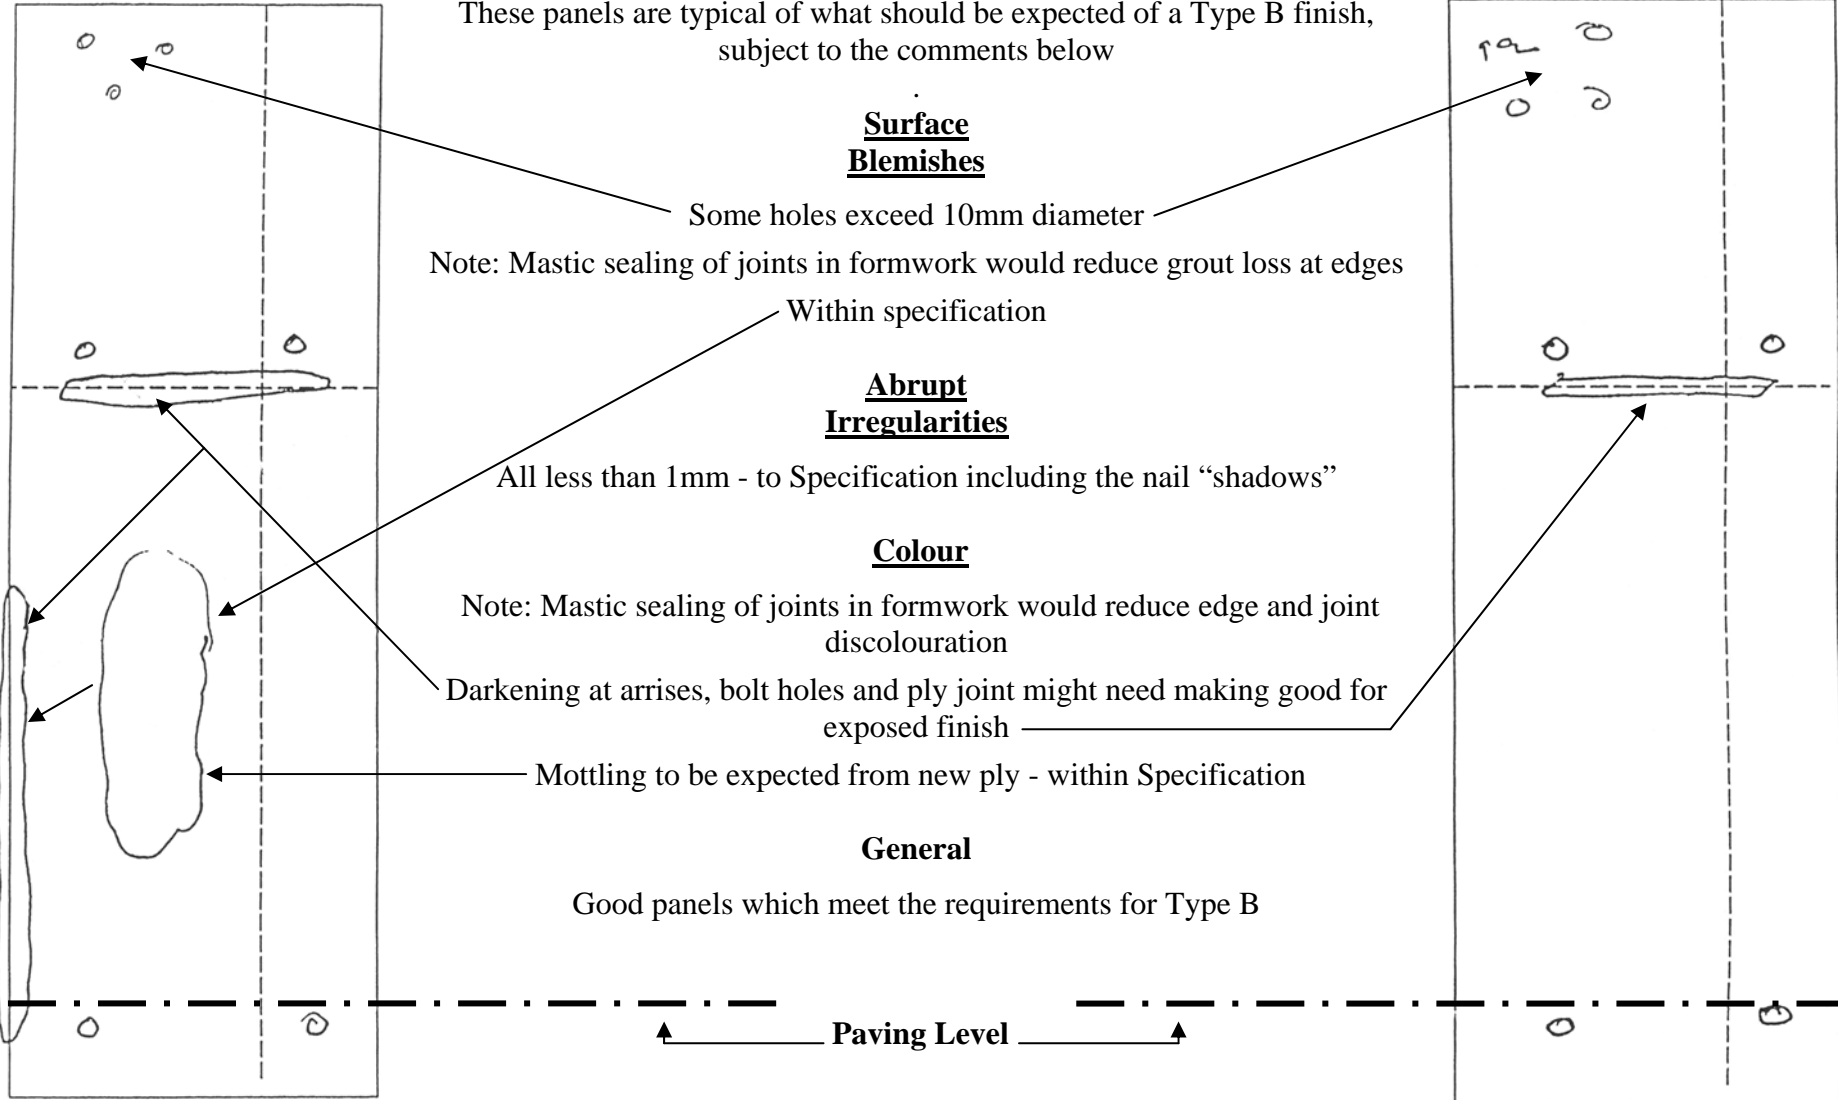 These panels are typical of what should be expected of a Type B finish,
subject to the comments below
.
Surface
Blemishes
Some holes exceed 10mm diameter
Note: Mastic sealing of joints in formwork would reduce grout loss at edges
Within specification
Abrupt
Irregularities
All less than 1mm - to Specification including the nail “shadows”
Colour
Note: Mastic sealing of joints in formwork would reduce edge and joint
discolouration
Darkening at arrises, bolt holes and ply joint might need making good for
exposed finish
Mottling to be expected from new ply - within Specification
General
Good panels which meet the requirements for Type B
Paving Level